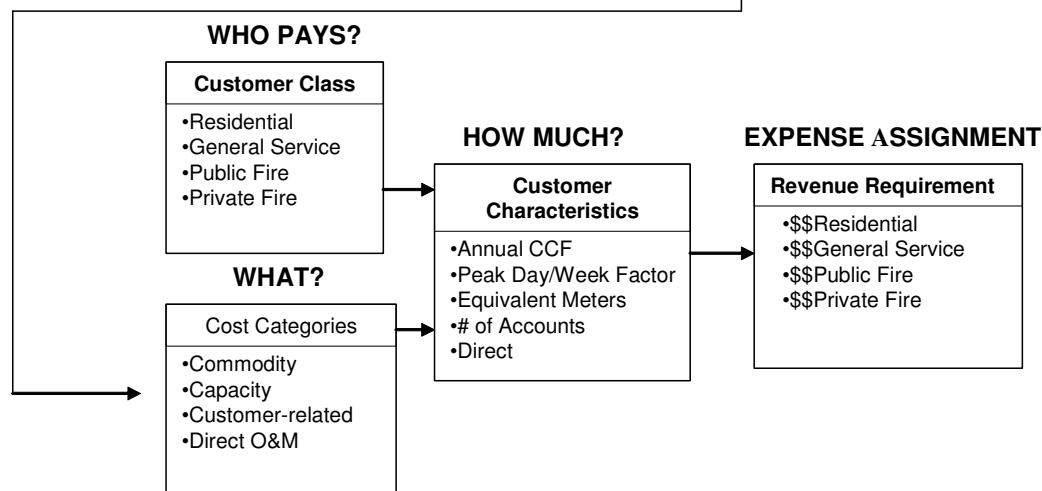 WHO PAYS?
Customer Class
•Residential
•General Service
•Public Fire
•Private Fire
WHAT?
Cost Categories
•Commodity
•Capacity
•Customer-related
•Direct O&M
HOW MUCH?
Customer
Characteristics
•Annual CCF
•Peak Day/Week Factor
•Equivalent Meters
•# of Accounts
•Direct
EXPENSE ASSIGNMENT
Revenue Requirement
•$$Residential
•$$General Service
•$$Public Fire
•$$Private Fire